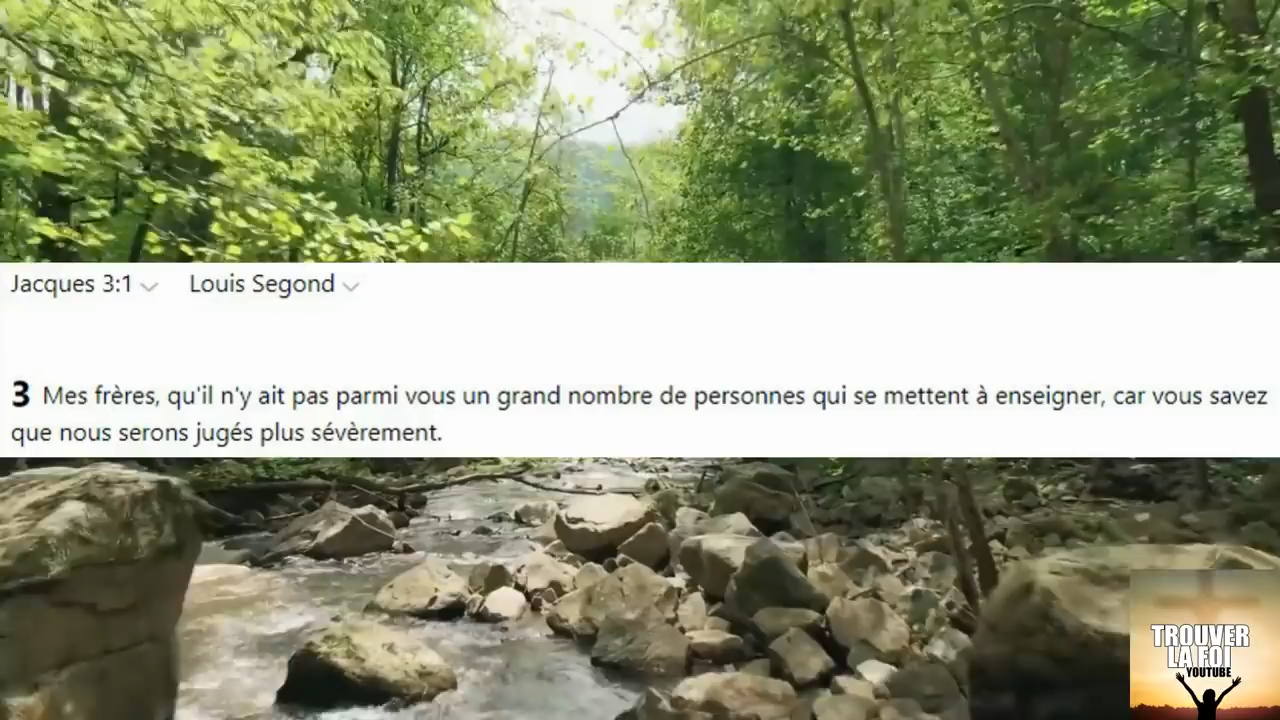 Jacques 3:1 Louis Segond
3 Mes frères, qu'il n'y ait pas parmi vous un grand nombre de personnes qui se mettent à enseigner, car vous savez
que nous serons jugés plus sévèrement.
TROUVER
LA FOI
YOUTUBE